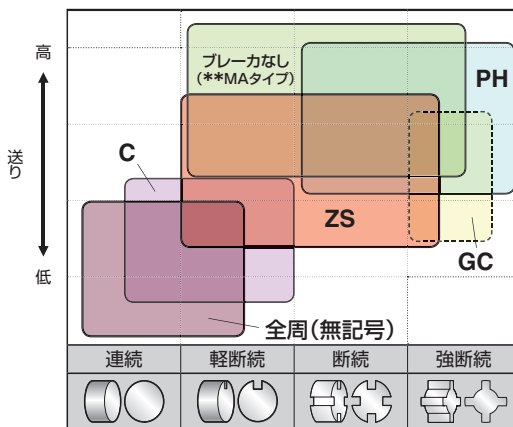 高
送り
低
ブレーカなし
(**MAタイプ)
PH
C
ZS
GC
全周(無記号)
連続
軽断続
断続
強断続